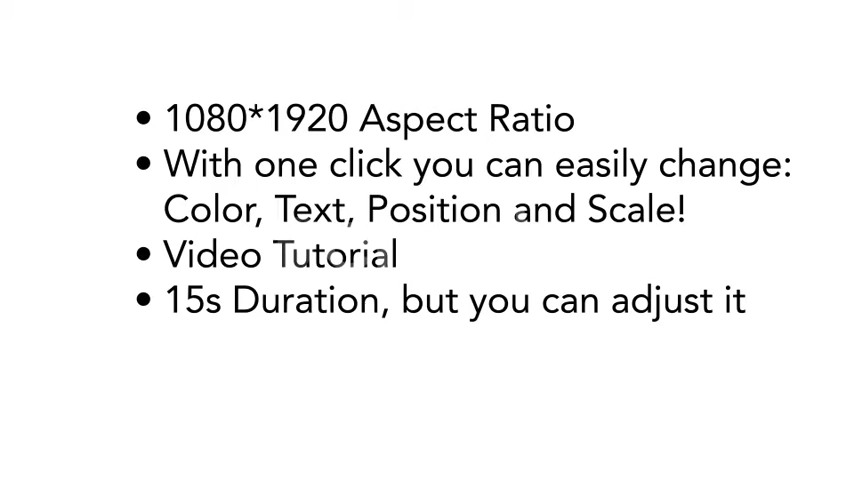 • 1080*1920 Aspect Ratio
• With one click you can easily change:
Color, Text, Position and Scale!
• Video Tutorial
• 15s Duration, but you can adjust it